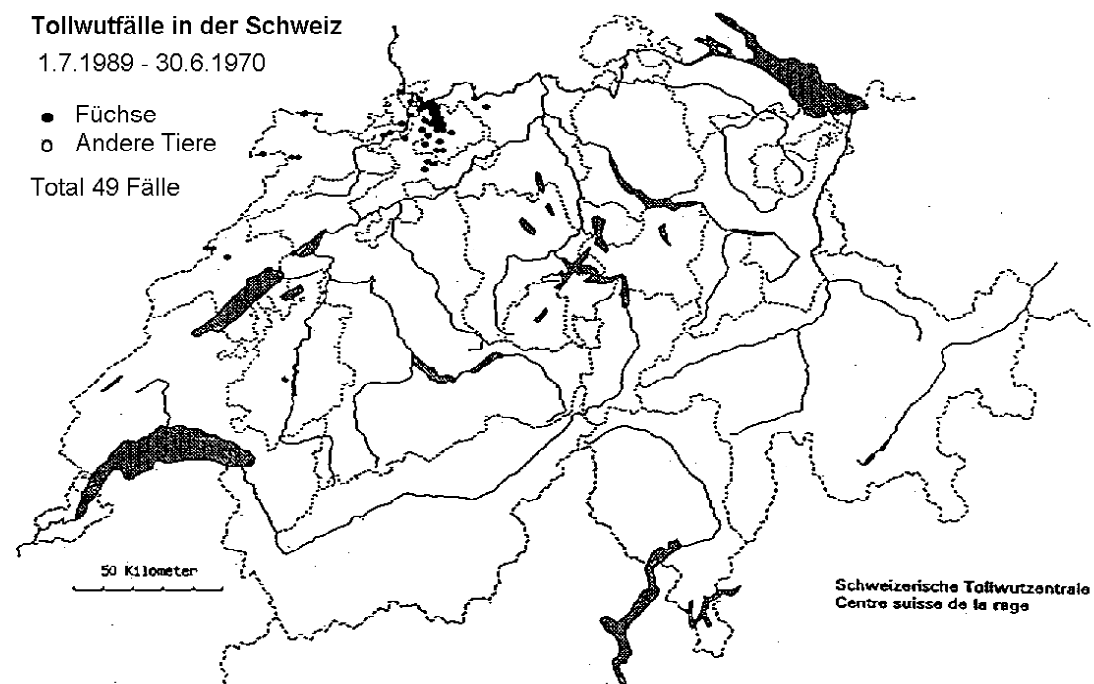 Tollwutfälle in der Schweiz
1.7.1989 - 30.6.1970
Füchse
Andere Tiere
Total 49 Fälle
50 Kilometer
Schweizerische Tollwutzentrale
Centre suisse de la rage